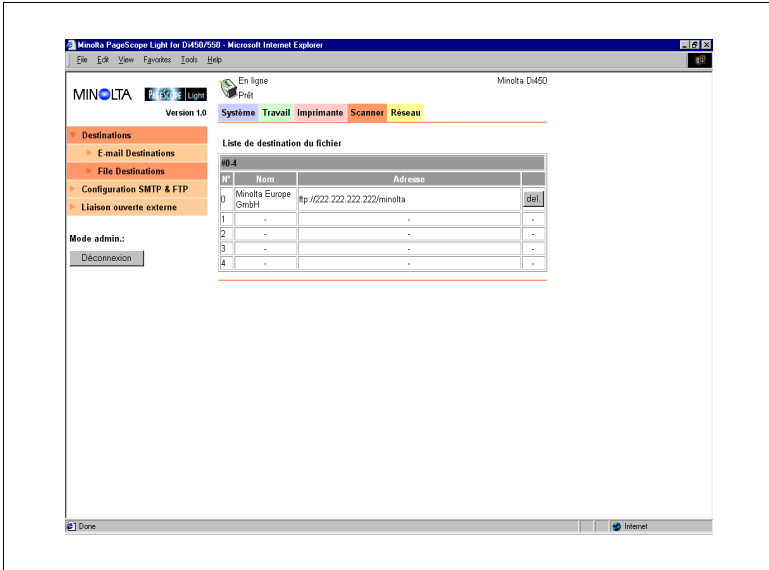 Minolta PageScope Light for Di450/550 - Microsoft Internet Explorer
File Edit View Favorites Tools Help
MINOLTA PAGESCOPE Light
Version 1.0
En ligne
Prêt
Minolta Di450
Système Travail Imprimante Scanner Réseau
Destinations
E-mail Destinations
File Destinations
Configuration SMTP & FTP
Liaison ouverte externe
Mode admin.:
Déconnexion
Liste de destination du fichier
#0-4
N° Nom Adresse
0 Minolta Europe GmbH ftp://222.222.222.222/minolta del.
1 - - -
2 - - -
3 - - -
4 - - -
Done Internet